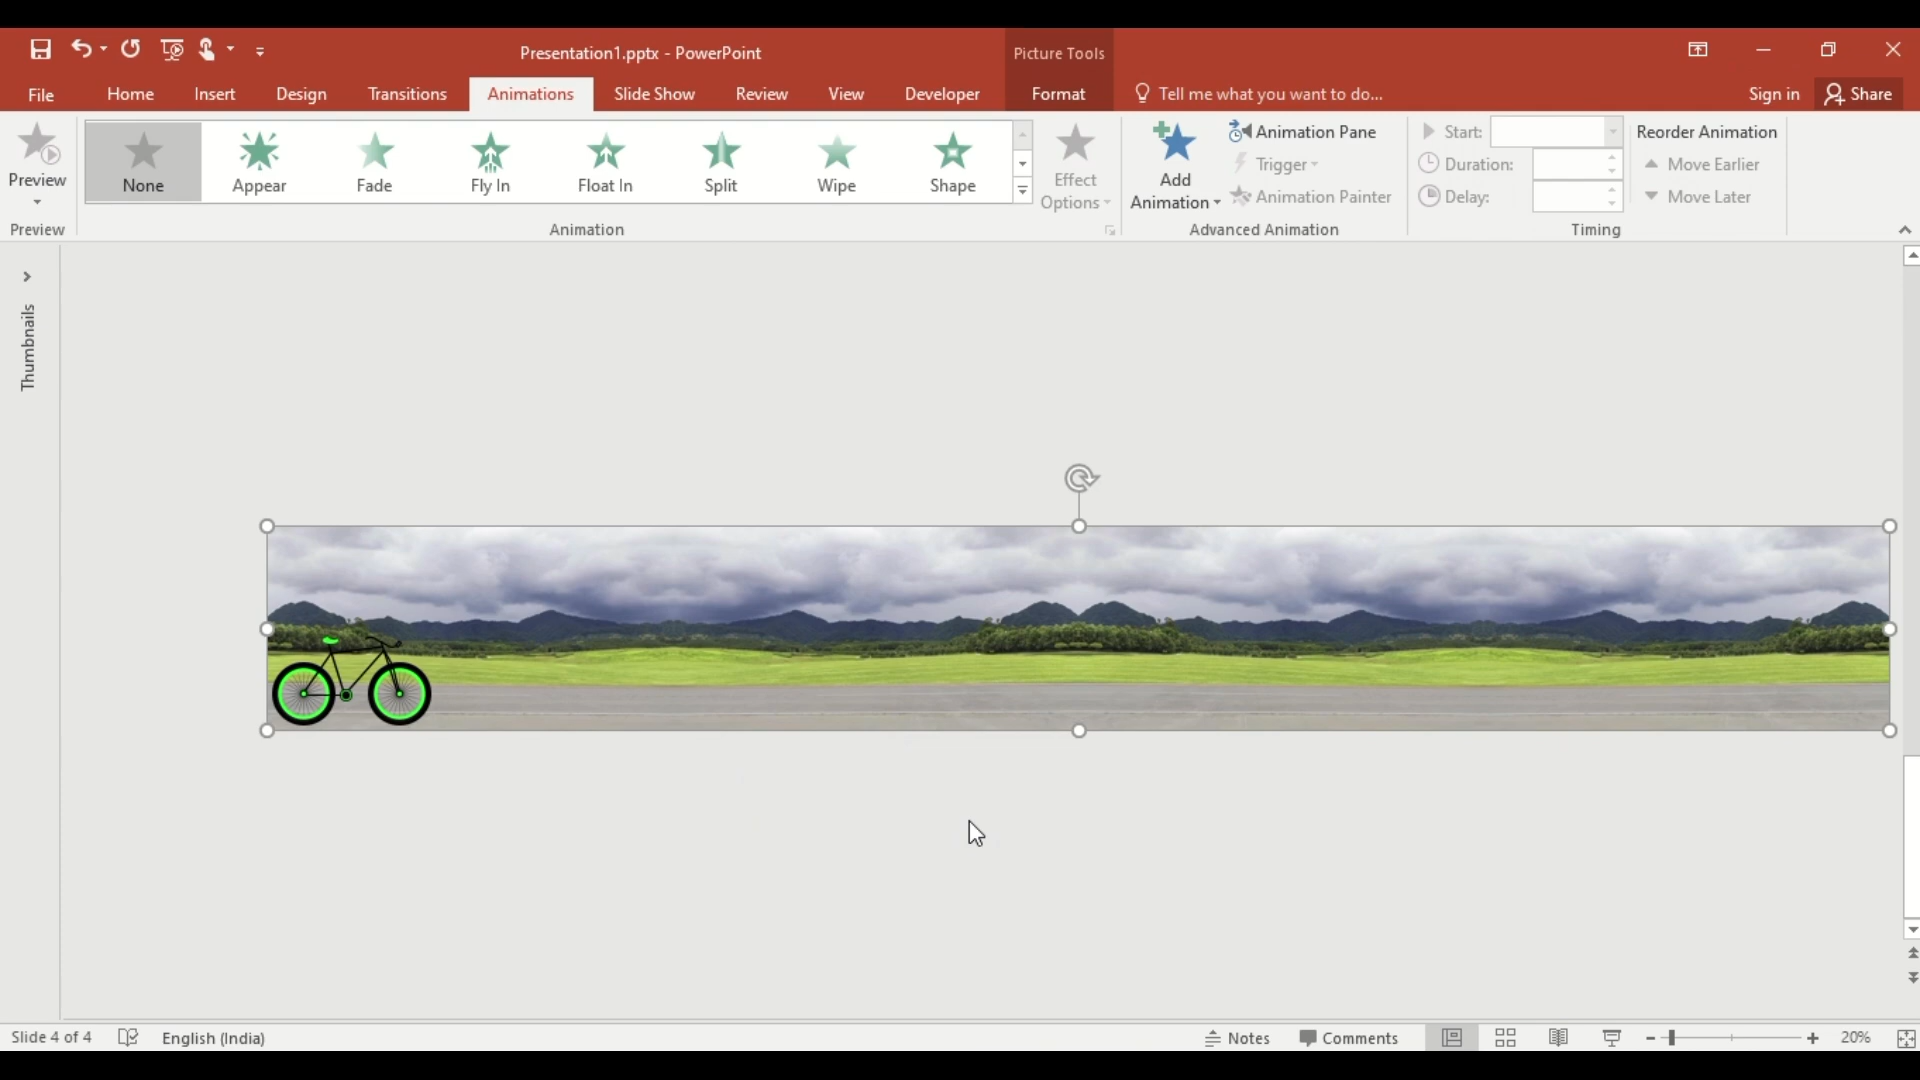 Presentation1.pptx - PowerPoint
Picture Tools
File
Home
Insert
Design
Transitions
Animations
Slide Show
Review
View
Developer
Format
Tell me what you want to do...
Sign in
Share
Preview
Preview
None
Appear
Fade
Fly In
Float In
Split
Wipe
Shape
Animation
Effect
Options
Add
Animation
Animation Pane
Trigger
Animation Painter
Advanced Animation
Start:
Duration:
Delay:
Reorder Animation
Move Earlier
Move Later
Timing
Thumbnails
Slide 4 of 4
English (India)
Notes
Comments
20%